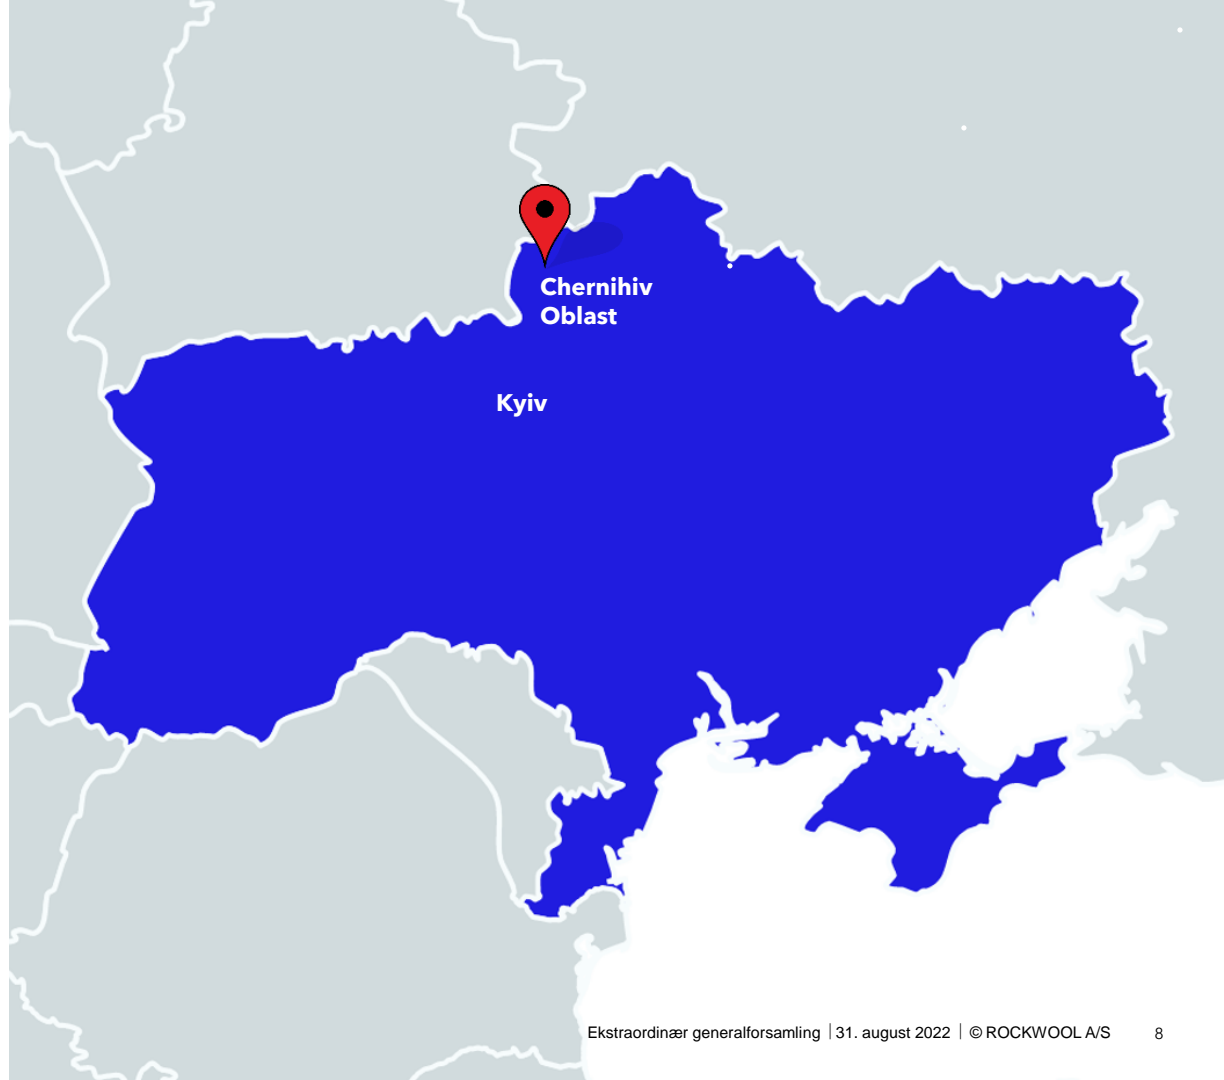 Chernihiv
Oblast
Kyiv
Ekstraordinær generalforsamling | 31. august 2022 | © ROCKWOOL A/S 8